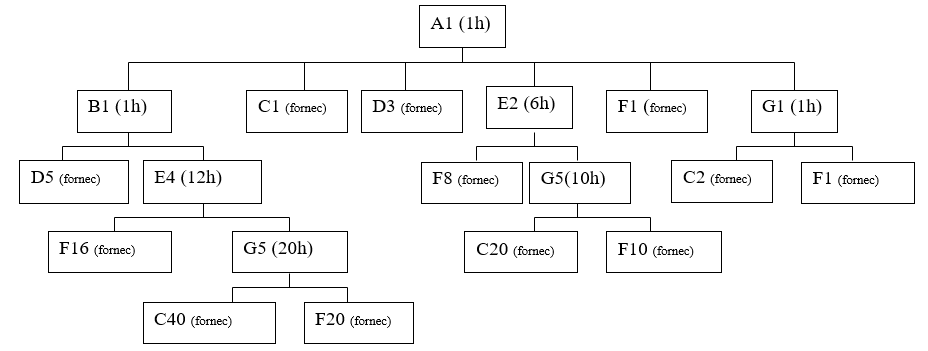 A1 (1h)
B1 (1h)
C1 (fornec)
D3 (fornec)
E2 (6h)
F1 (fornec)
G1 (1h)
D5 (fornec)
E4 (12h)
F8 (fornec)
G5(10h)
C2 (fornec)
F1 (fornec)
F16 (fornec)
G5 (20h)
C20 (fornec)
F10 (fornec)
C40 (fornec)
F20 (fornec)